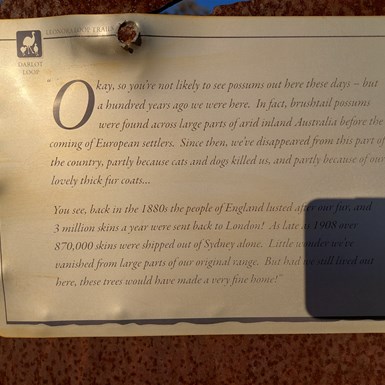 LEONORA LOOP TRAILS
DARLOT
LOOP
"Okay, so you're not likely to see possums out here these days – but
a hundred years ago we were here. In fact, brushtail possums
were found across large parts of arid inland Australia before the
coming of European settlers. Since then, we've disappeared from this part of
the country, partly because cats and dogs killed us, and partly because of our
lovely thick fur coats...
You see, back in the 1880s the people of England lusted after our fur, and
3 million skins a year were sent back to London! As late as 1908 over
870,000 skins were shipped out of Sydney alone. Little wonder we've
vanished from large parts of our original range. But had we still lived out
here, these trees would have made a very fine home!"